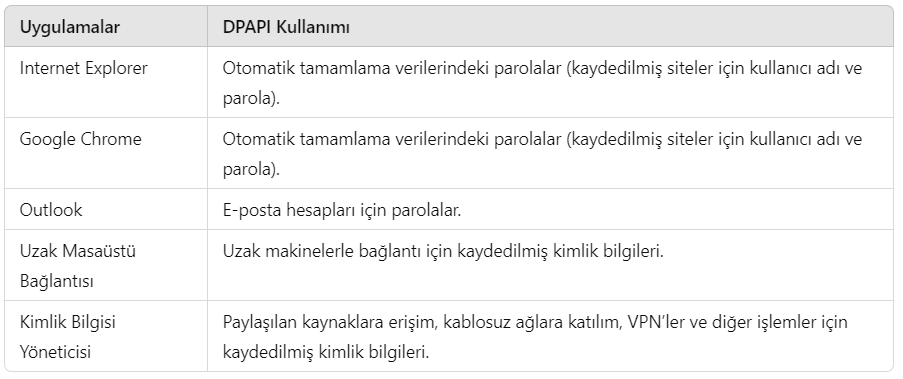 Uygulamalar
DPAPI Kullanımı
Internet Explorer
Otomatik tamamlama verilerindeki parolalar (kaydedilmiş siteler için kullanıcı adı ve
parola).
Google Chrome
Otomatik tamamlama verilerindeki parolalar (kaydedilmiş siteler için kullanıcı adı ve
parola).
Outlook
E-posta hesapları için parolalar.
Uzak Masaüstü
Bağlantısı
Uzak makinelerle bağlantı için kaydedilmiş kimlik bilgileri.
Kimlik Bilgisi
Yöneticisi
Paylaşılan kaynaklara erişim, kablosuz ağlara katılım, VPN’ler ve diğer işlemler için
kaydedilmiş kimlik bilgileri.